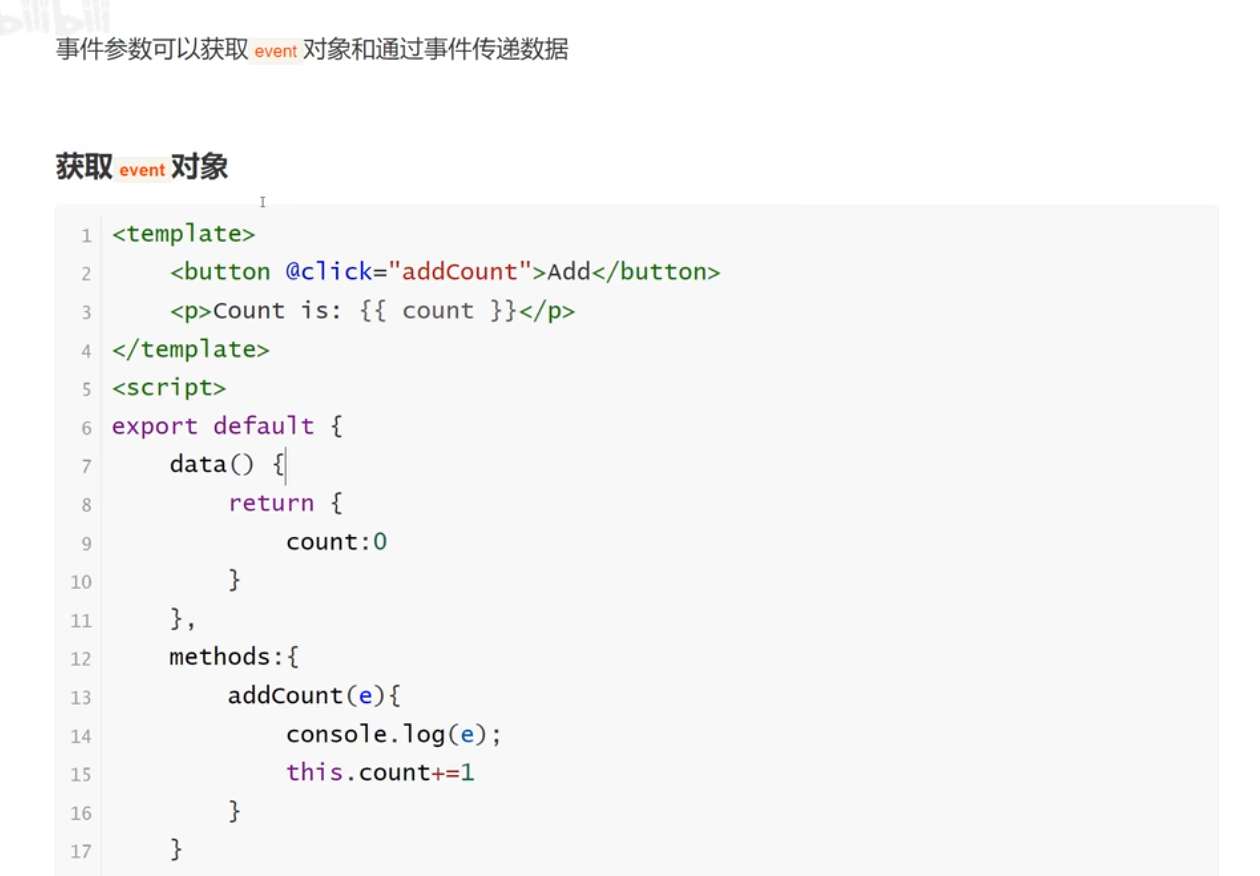 bilibili
事件参数可以获取 event 对象和通过事件传递数据
获取 event 对象
1 <template>
2     <button @click="addCount">Add</button>
3     <p>Count is: {{ count }}</p>
4 </template>
5 <script>
6 export default {
7     data() {
8         return {
9             count:0
10         }
11     },
12     methods:{
13         addCount(e){
14             console.log(e);
15             this.count+=1
16         }
17     }